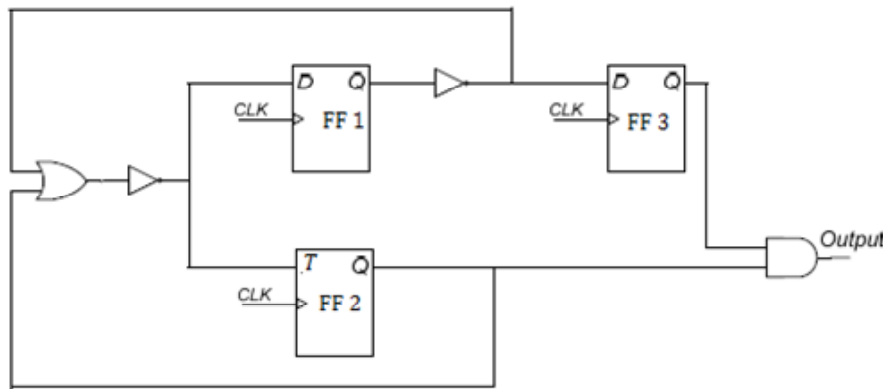 D Q
CLK
FF 1
D Q
CLK
FF 3
T Q
CLK
FF 2
Output